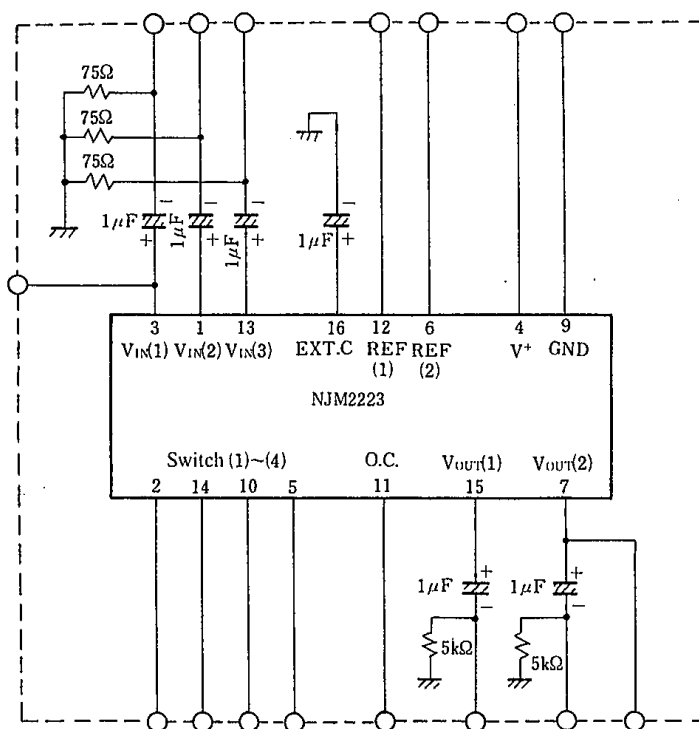 75Ω
75Ω
75Ω
− − −
1μF 1μF 1μF + + +
−
1μF +
3 1 13 16 12 6 4 9
VIN(1) VIN(2) VIN(3) EXT.C REF (1) REF (2) V+ GND
NJM2223
Switch (1)~(4) O.C. VOUT(1) VOUT(2)
2 14 10 5 11 15 7
1μF + − 1μF + −
5kΩ 5kΩ